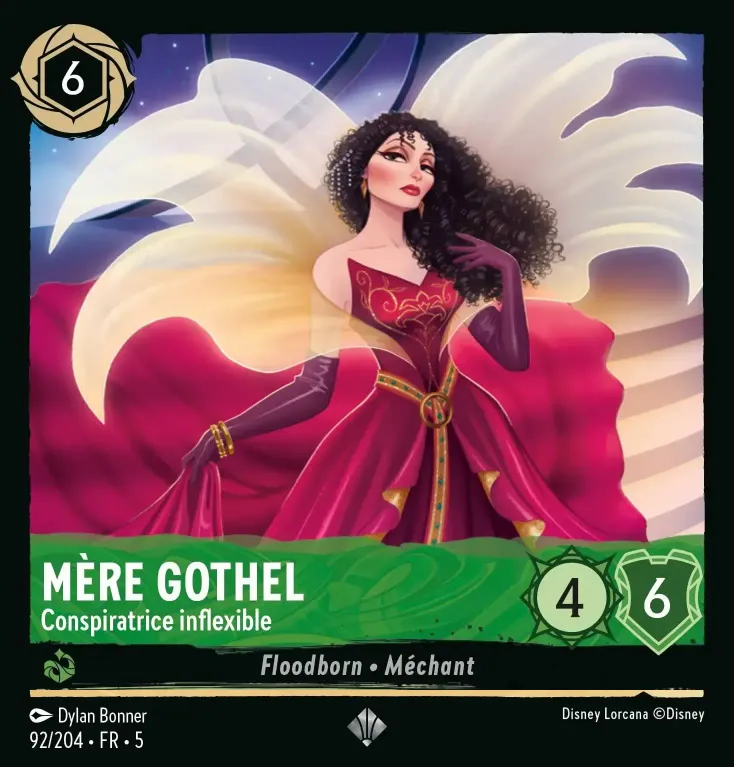 6
MÈRE GOTHEL
Conspiratrice inflexible
4
6
Floodborn • Méchant
Dylan Bonner
Disney Lorcana ©Disney
92/204 • FR • 5